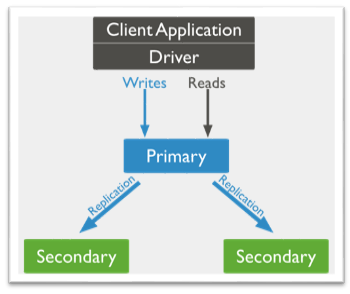 Client Application
Driver
Writes Reads
Primary
Replication Replication
Secondary Secondary